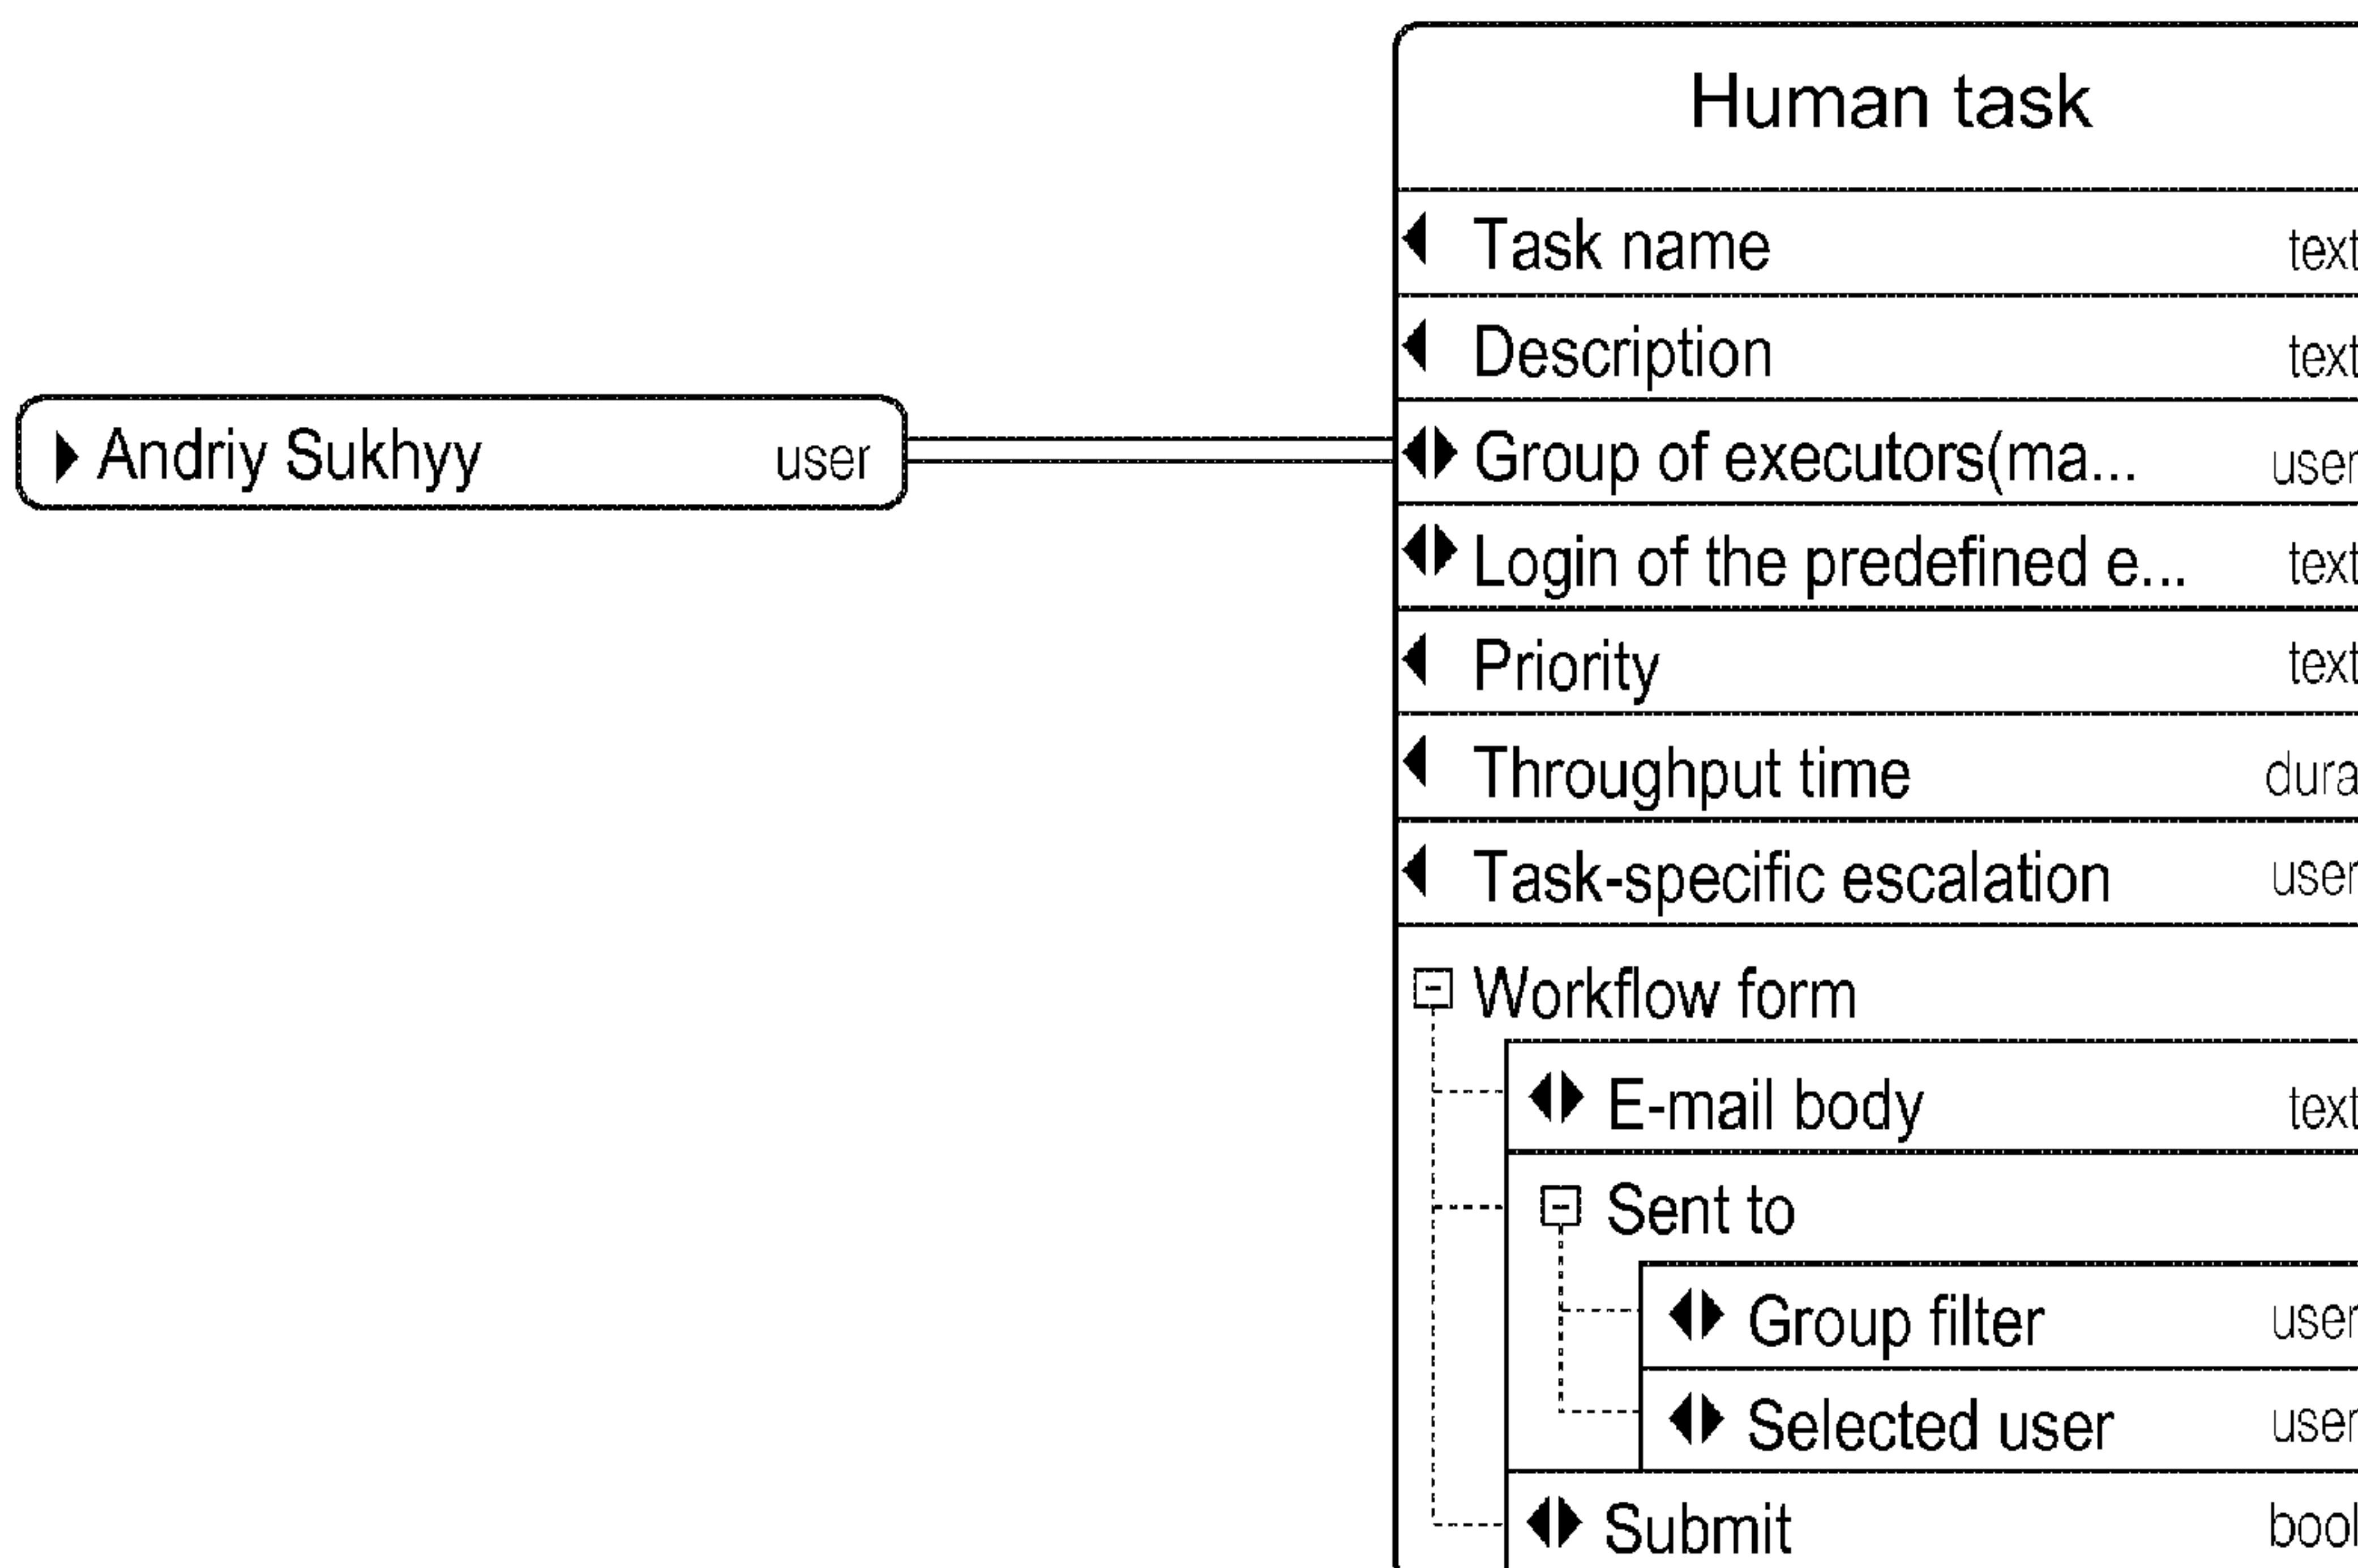 Human task
Task name text
Description text
Andriy Sukhyy user
Group of executors(ma... user
Login of the predefined e... text
Priority text
Throughput time dura
Task-specific escalation user
Workflow form
E-mail body text
Sent to
Group filter user
Selected user user
Submit bool